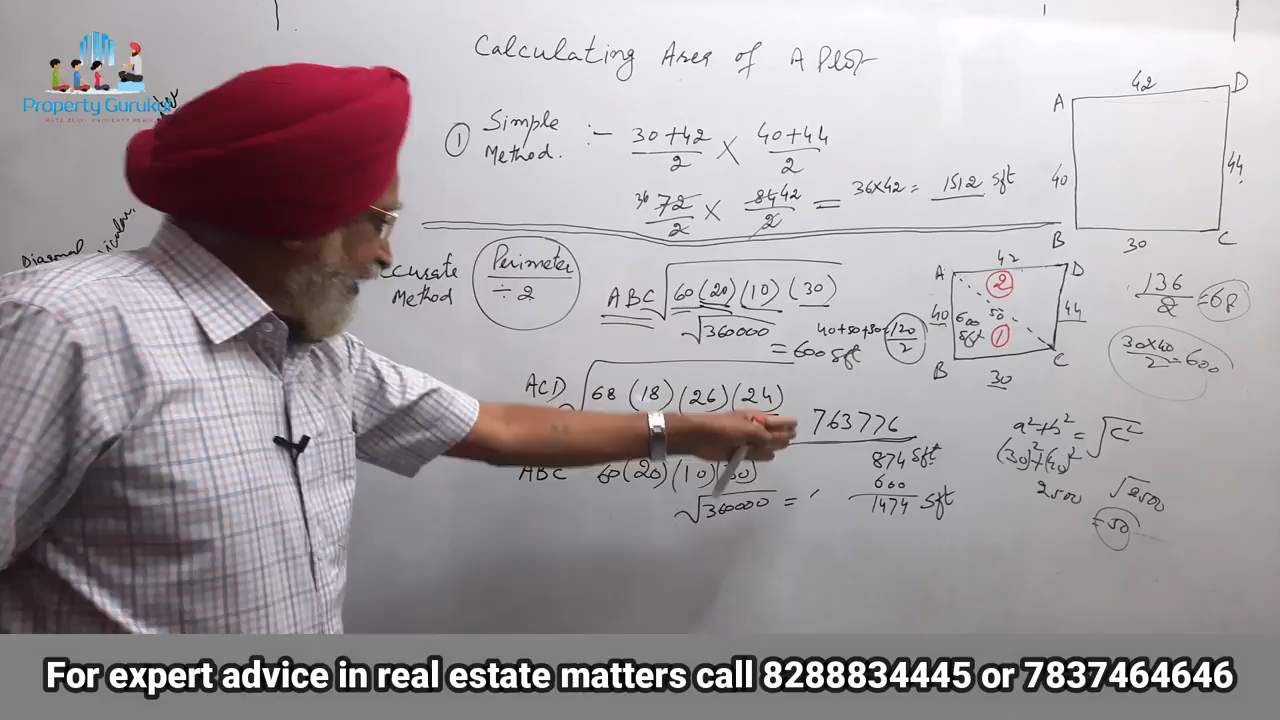 Property Gurukul
Calculating Area of A Plot
① Simple Method. :- 30+42/2 × 40+44/2
36 72/2 × 84 42/2 = 36×42 = 1512 Sft
A 42 D
40 44
B 30 C
Accurate Method
Perimeter ÷ 2
ABC √60(20)(10)(30)
√360000
= 600 Sft
40+50+30=120/2
A 42 D
②
40 600 Sft 50 44
①
B 30 C
136/2 = 68
30×40/2 = 600
ACD √68(18)(26)(24)
763776
ABC 60(20)(10)(30)
√360000 =
874 Sft
600
1474 Sft
a²+b² = √c²
(30)²+(40)²
2500 √2500
= 50
Diagonal
For expert advice in real estate matters call 8288834445 or 7837464646